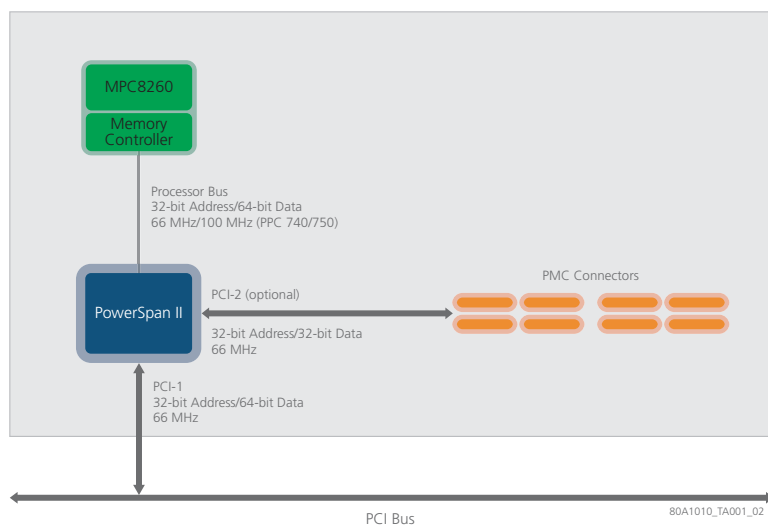 MPC8260
Memory
Controller
Processor Bus
32-bit Address/64-bit Data
66 MHz/100 MHz (PPC 740/750)
PMC Connectors
PowerSpan II
PCI-2 (optional)
32-bit Address/32-bit Data
66 MHz
PCI-1
32-bit Address/64-bit Data
66 MHz
PCI Bus
80A1010_TA001_02